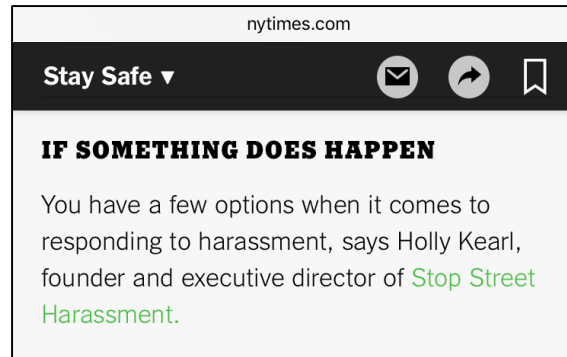 nytimes.com
Stay Safe ▼
IF SOMETHING DOES HAPPEN
You have a few options when it comes to
responding to harassment, says Holly Kearl,
founder and executive director of Stop Street
Harassment.